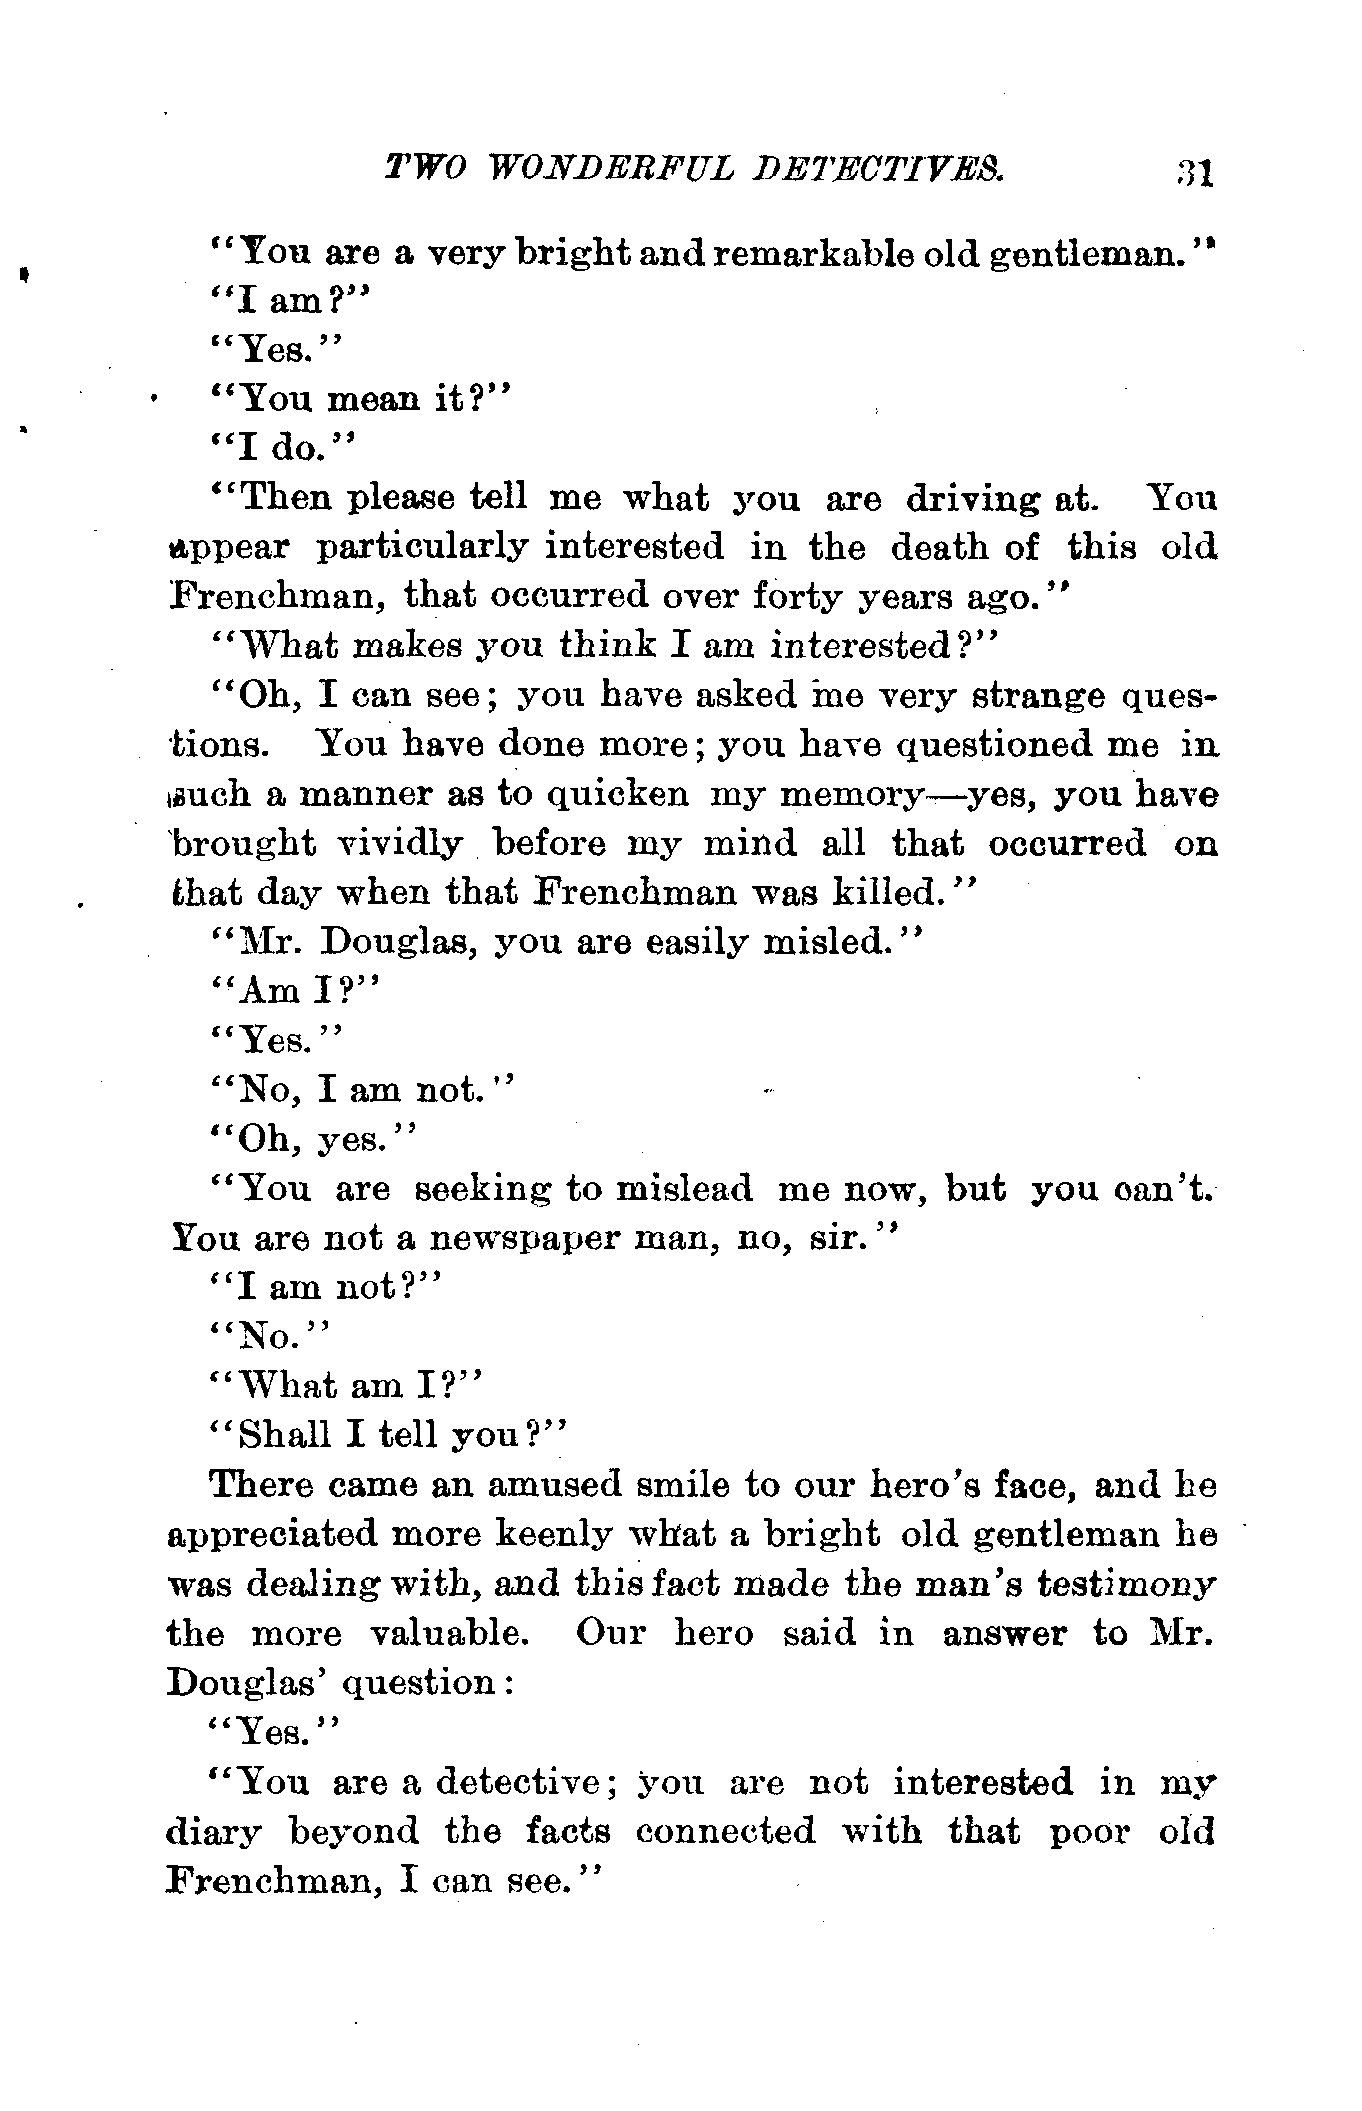 TWO WONDERFUL DETECTIVES. 31
"You are a very bright and remarkable old gentleman."
"I am?"
"Yes."
"You mean it?"
"I do."
"Then please tell me what you are driving at. You
appear particularly interested in the death of this old
Frenchman, that occurred over forty years ago."
"What makes you think I am interested?"
"Oh, I can see; you have asked me very strange ques-
tions. You have done more; you have questioned me in
such a manner as to quicken my memory—yes, you have
brought vividly before my mind all that occurred on
that day when that Frenchman was killed."
"Mr. Douglas, you are easily misled."
"Am I?"
"Yes."
"No, I am not."
"Oh, yes."
"You are seeking to mislead me now, but you can't.
You are not a newspaper man, no, sir."
"I am not?"
"No."
"What am I?"
"Shall I tell you?"
There came an amused smile to our hero's face, and he
appreciated more keenly what a bright old gentleman he
was dealing with, and this fact made the man's testimony
the more valuable. Our hero said in answer to Mr.
Douglas' question:
"Yes."
"You are a detective; you are not interested in my
diary beyond the facts connected with that poor old
Frenchman, I can see."